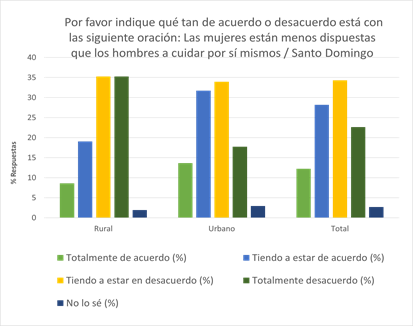 Por favor indique qué tan de acuerdo o desacuerdo está con
las siguiente oración: Las mujeres están menos dispuestas
que los hombres a cuidar por sí mismos / Santo Domingo
% Respuestas
40
35
30
25
20
15
10
5
0
Rural Urbano Total
Totalmente de acuerdo (%) Tiendo a estar de acuerdo (%)
Tiendo a estar en desacuerdo (%) Totalmente desacuerdo (%)
No lo sé (%)